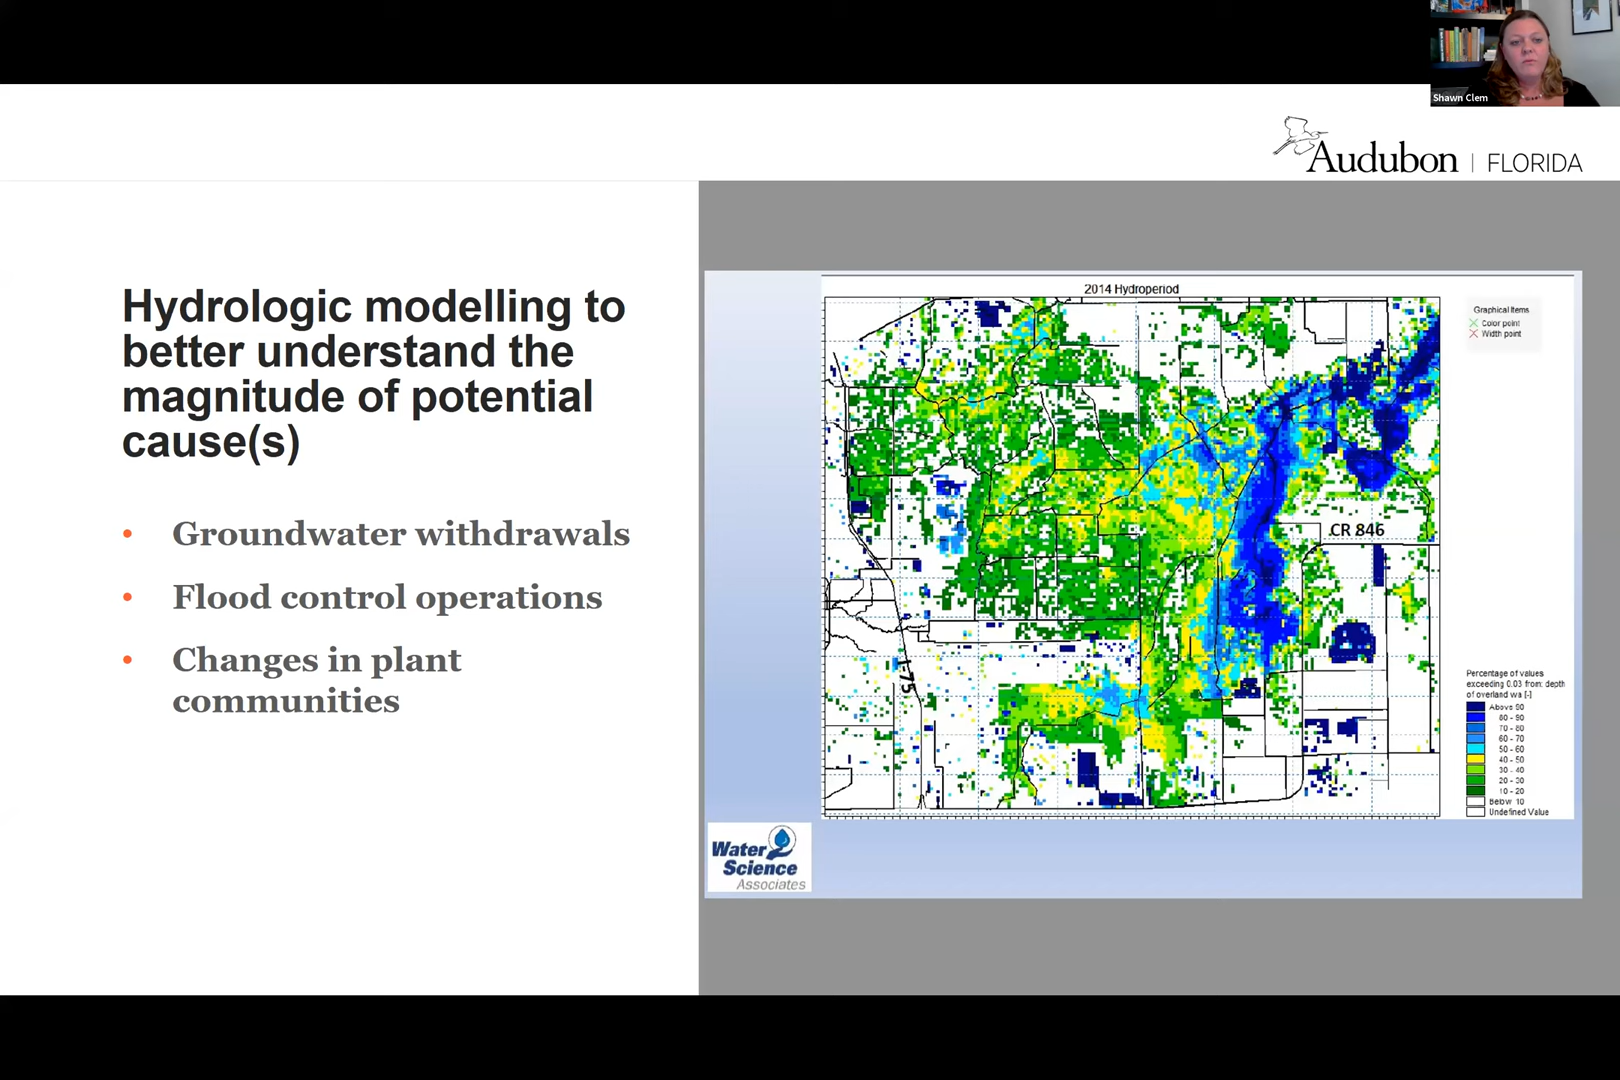 Shawn Clem
Audubon | FLORIDA
Hydrologic modelling to
better understand the
magnitude of potential
cause(s)
• Groundwater withdrawals
• Flood control operations
• Changes in plant
communities
2014 Hydroperiod
Graphical Items
Color point
Width point
CR 846
I-75
Percentage of values
exceeding 0.03 from: depth
of overland wa [-]
Above 90
80 - 90
70 - 80
60 - 70
50 - 60
40 - 50
30 - 40
20 - 30
10 - 20
Below 10
Undefined Value
Water
Science
Associates